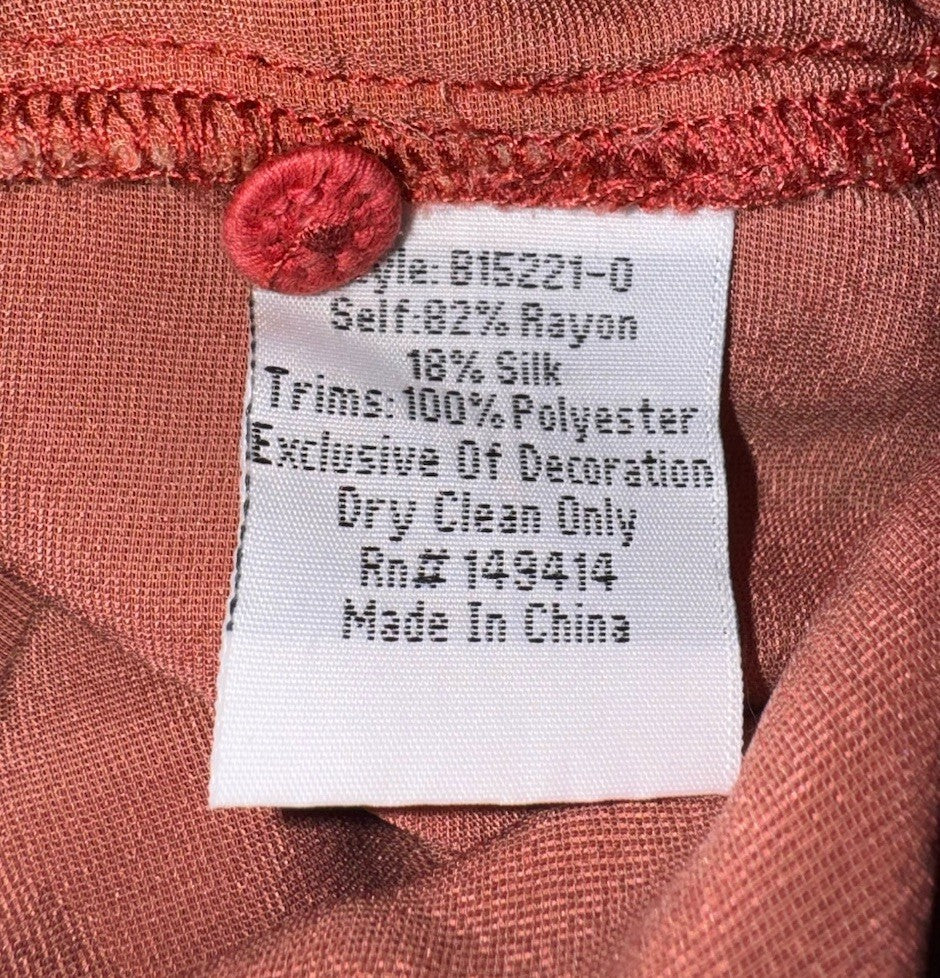 Style: B15221-0
Self:82% Rayon
18% Silk
Trims: 100% Polyester
Exclusive Of Decoration
Dry Clean Only
Rn# 149414
Made In China